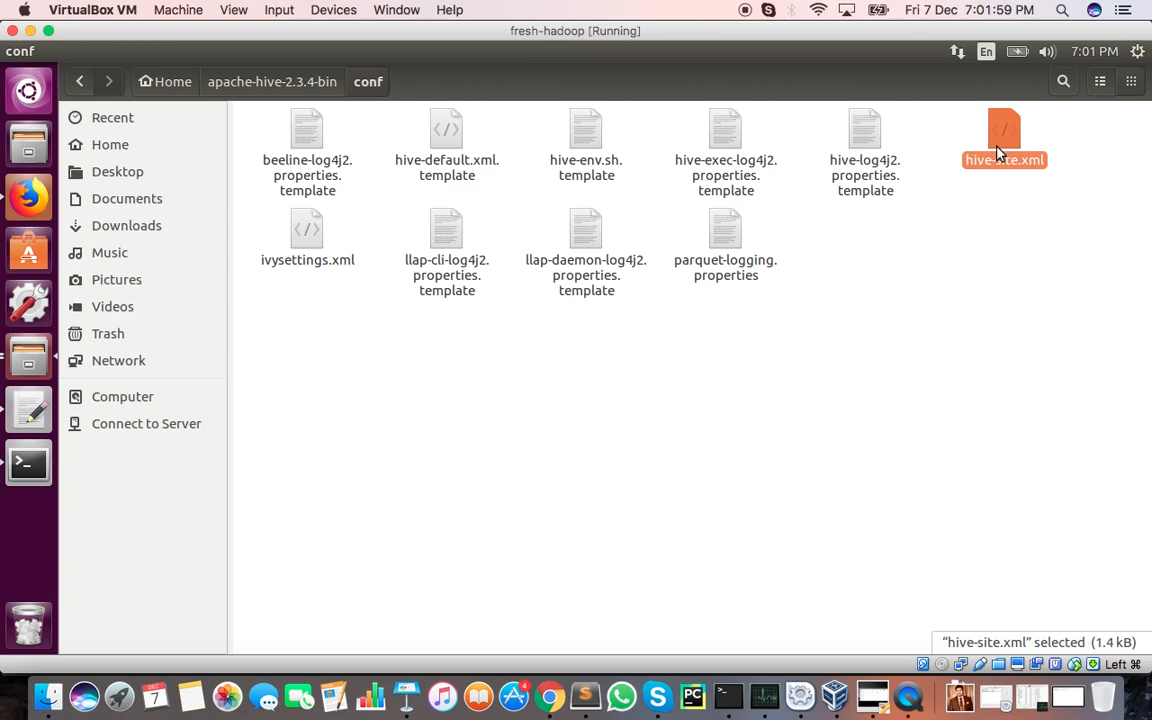 VirtualBox VM Machine View Input Devices Window Help Fri 7 Dec 7:01:59 PM
fresh-hadoop [Running]
conf En 7:01 PM
Home apache-hive-2.3.4-bin conf
Recent
Home
Desktop
Documents
Downloads
Music
Pictures
Videos
Trash
Network
Computer
Connect to Server
beeline-log4j2.
properties.
template
hive-default.xml.
template
hive-env.sh.
template
hive-exec-log4j2.
properties.
template
hive-log4j2.
properties.
template
hive-site.xml
ivysettings.xml
llap-cli-log4j2.
properties.
template
llap-daemon-log4j2.
properties.
template
parquet-logging.
properties
"hive-site.xml" selected (1.4 kB)
Left ⌘
DEC
7
4
PC